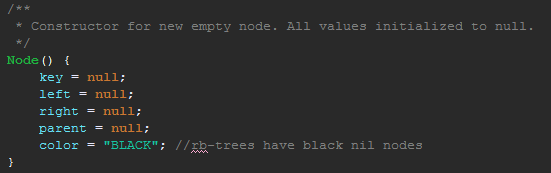 /**
 * Constructor for new empty node. All values initialized to null.
 */
Node() {
    key = null;
    left = null;
    right = null;
    parent = null;
    color = "BLACK"; //rb-trees have black nil nodes
}